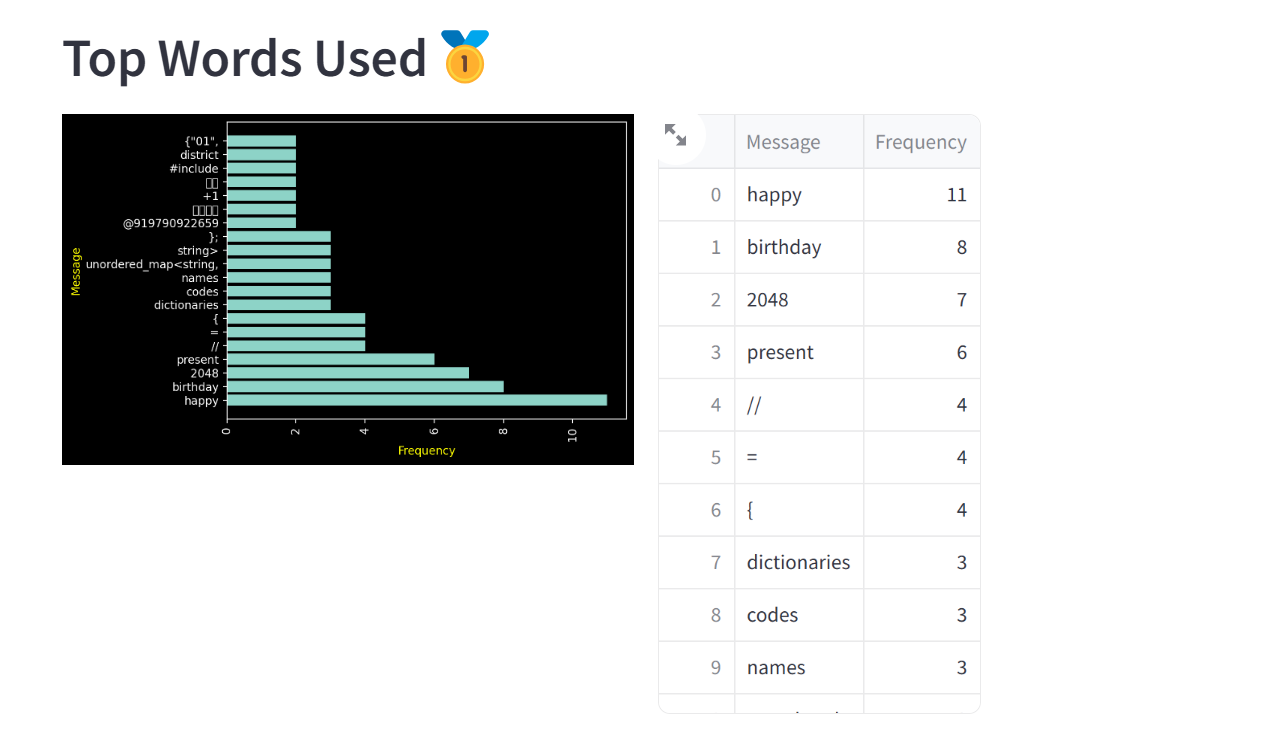 Top Words Used
{"01",
district
#include
+1
@919790922659
};
string>
unordered_map<string,
names
codes
dictionaries
{
=
//
present
2048
birthday
happy
Message
0 2 4 6 8 10
Frequency
Message Frequency
0 happy 11
1 birthday 8
2 2048 7
3 present 6
4 // 4
5 = 4
6 { 4
7 dictionaries 3
8 codes 3
9 names 3